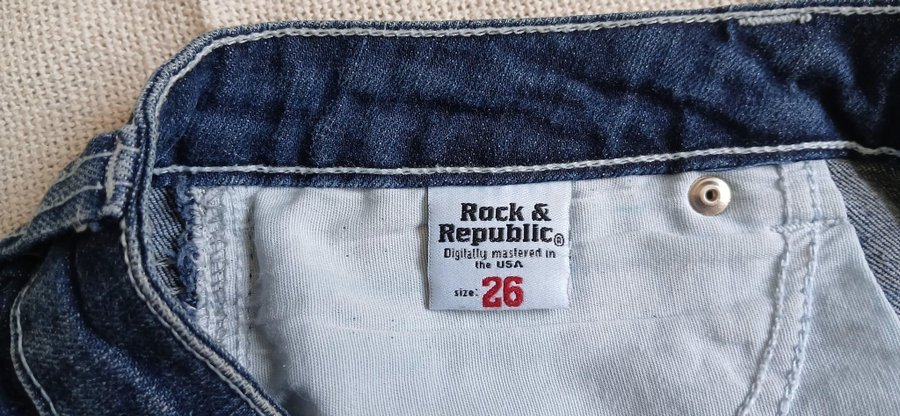 Rock &
Republic®
Digitally mastered in
the USA
size: 26